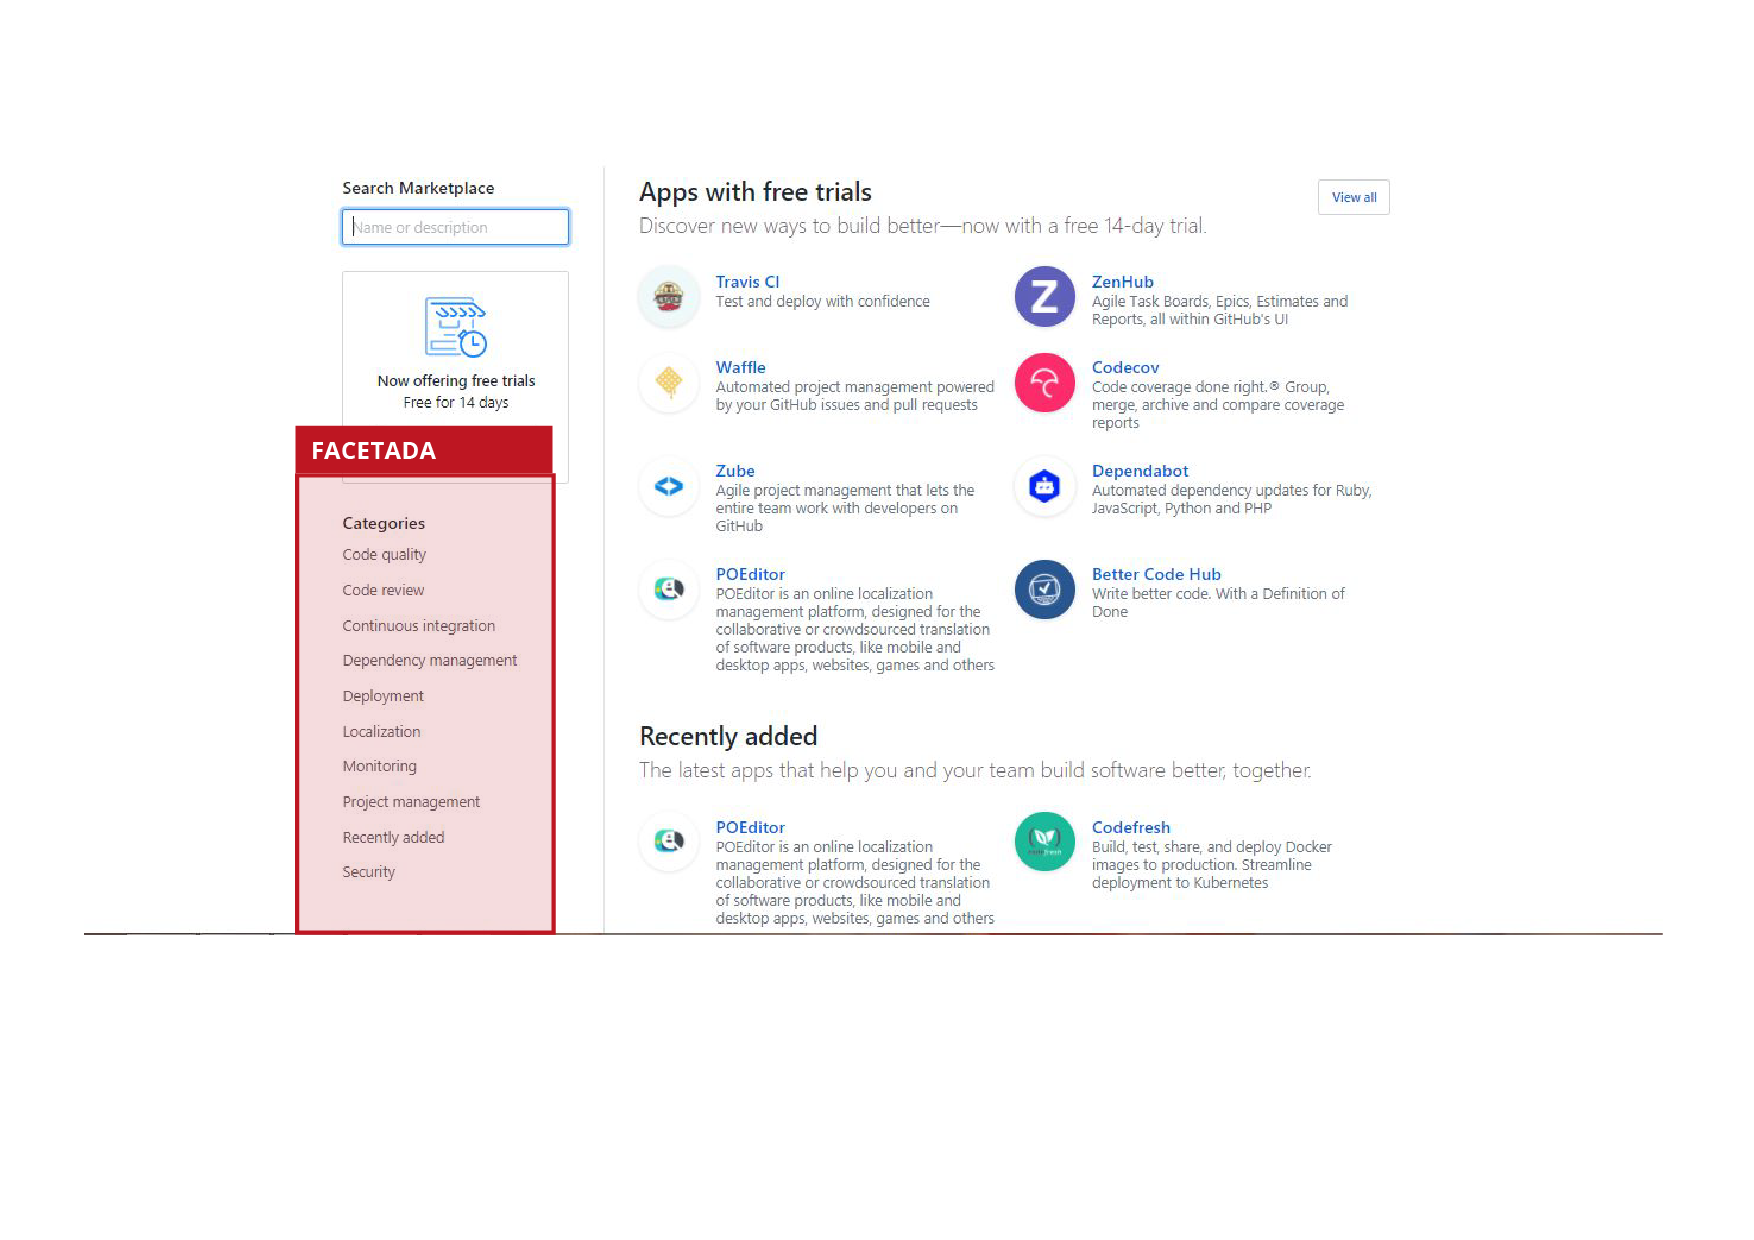 Search Marketplace
Name or description
Now offering free trials
Free for 14 days
FACETADA
Categories
Code quality
Code review
Continuous integration
Dependency management
Deployment
Localization
Monitoring
Project management
Recently added
Security
Apps with free trials
View all
Discover new ways to build better—now with a free 14-day trial.
Travis CI
Test and deploy with confidence
ZenHub
Agile Task Boards, Epics, Estimates and
Reports, all within GitHub's UI
Waffle
Automated project management powered
by your GitHub issues and pull requests
Codecov
Code coverage done right.® Group,
merge, archive and compare coverage
reports
Zube
Agile project management that lets the
entire team work with developers on
GitHub
Dependabot
Automated dependency updates for Ruby,
JavaScript, Python and PHP
POEditor
POEditor is an online localization
management platform, designed for the
collaborative or crowdsourced translation
of software products, like mobile and
desktop apps, websites, games and others
Better Code Hub
Write better code. With a Definition of
Done
Recently added
The latest apps that help you and your team build software better, together.
POEditor
POEditor is an online localization
management platform, designed for the
collaborative or crowdsourced translation
of software products, like mobile and
desktop apps, websites, games and others
Codefresh
Build, test, share, and deploy Docker
images to production. Streamline
deployment to Kubernetes